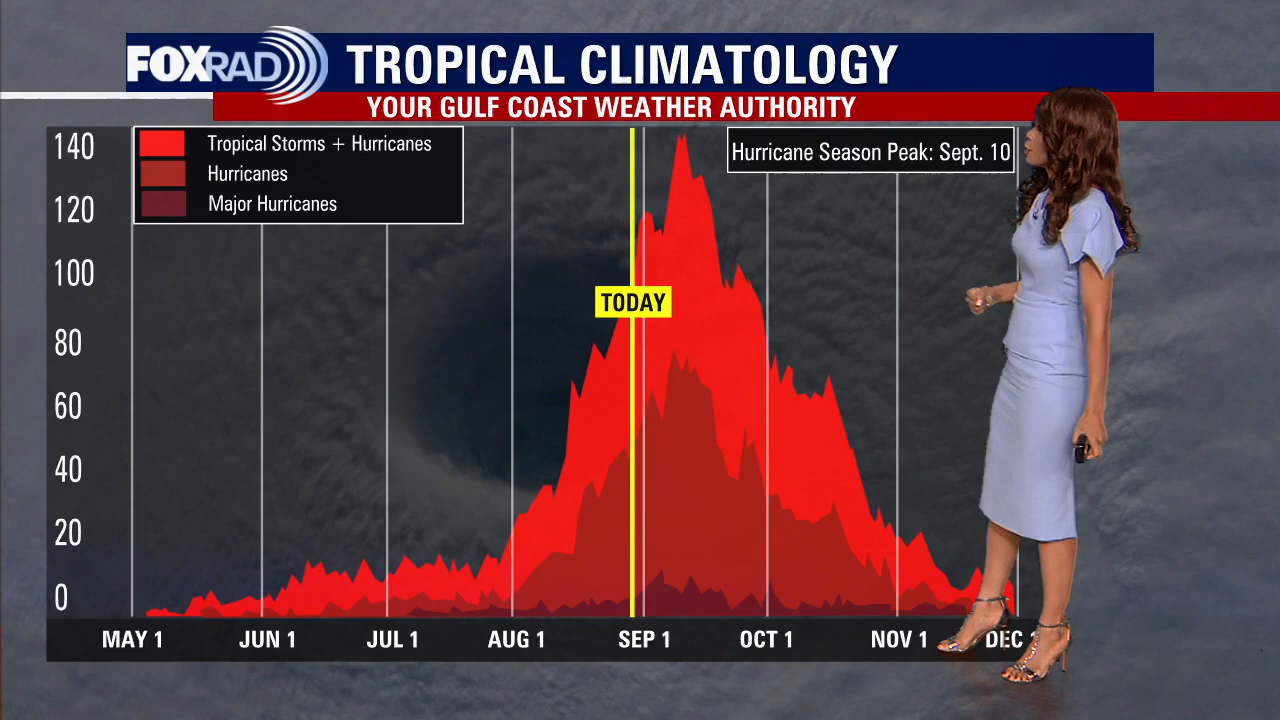 FOXRAD
TROPICAL CLIMATOLOGY
YOUR GULF COAST WEATHER AUTHORITY
Tropical Storms + Hurricanes
Hurricanes
Major Hurricanes
Hurricane Season Peak: Sept. 10
140
120
100
80
60
40
20
0
TODAY
MAY 1
JUN 1
JUL 1
AUG 1
SEP 1
OCT 1
NOV 1
DEC 1